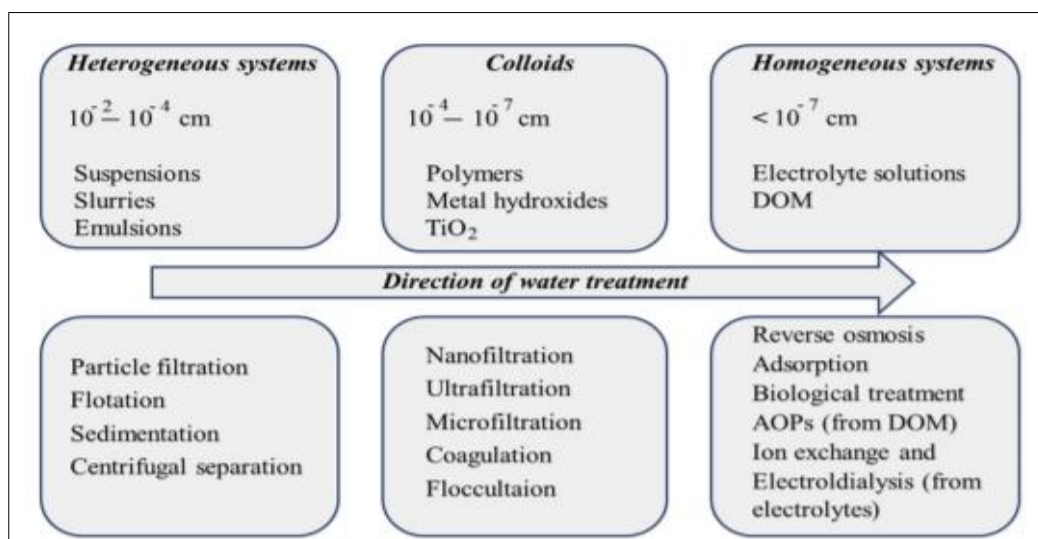 Heterogeneous systems
10⁻² – 10⁻⁴ cm
Suspensions
Slurries
Emulsions
Colloids
10⁻⁴ – 10⁻⁷ cm
Polymers
Metal hydroxides
TiO₂
Homogeneous systems
< 10⁻⁷ cm
Electrolyte solutions
DOM
Direction of water treatment
Particle filtration
Flotation
Sedimentation
Centrifugal separation
Nanofiltration
Ultrafiltration
Microfiltration
Coagulation
Floccultaion
Reverse osmosis
Adsorption
Biological treatment
AOPs (from DOM)
Ion exchange and
Electroldialysis (from
electrolytes)